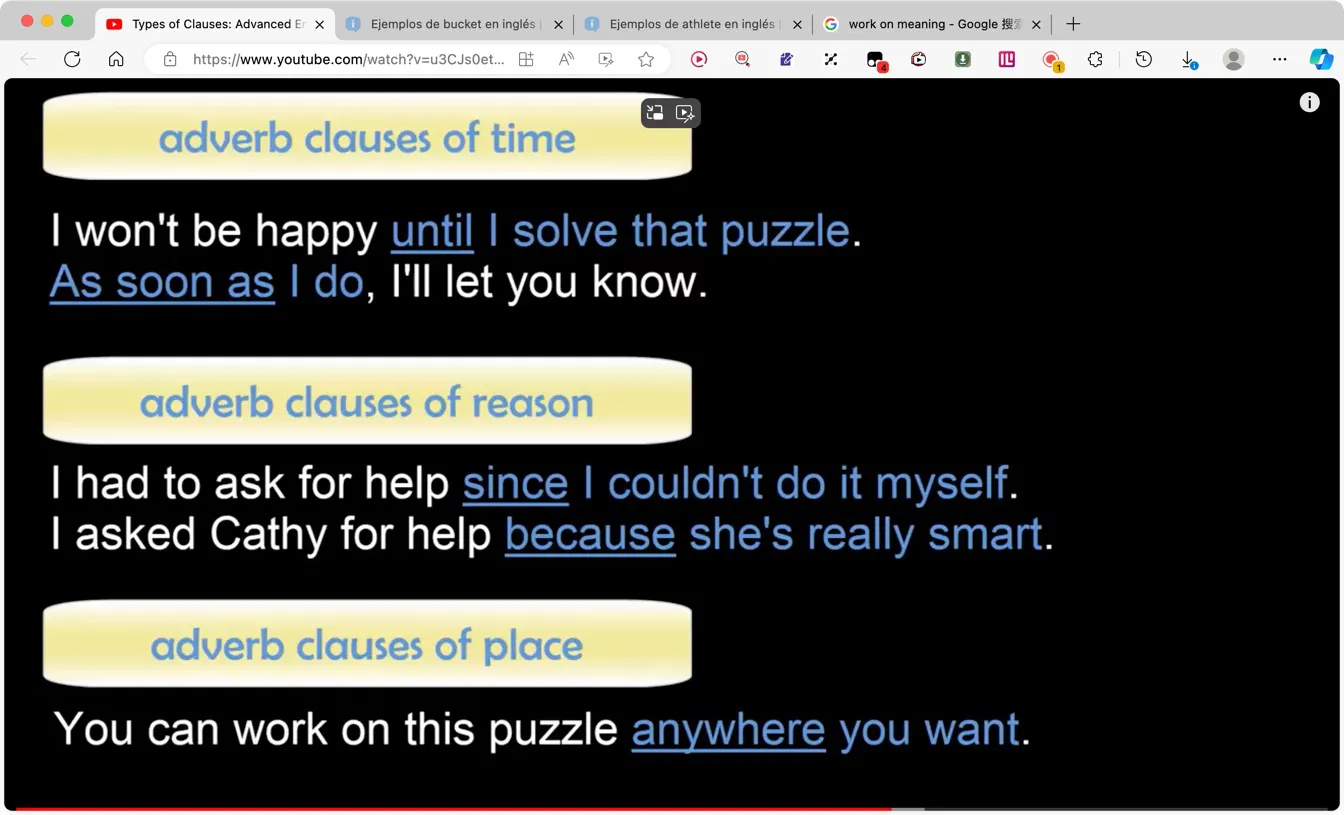 Types of Clauses: Advanced Er
Ejemplos de bucket en inglés
Ejemplos de athlete en inglés
work on meaning - Google 搜索
https://www.youtube.com/watch?v=u3CJs0et...
4
1
adverb clauses of time
I won't be happy until I solve that puzzle.
As soon as I do, I'll let you know.
adverb clauses of reason
I had to ask for help since I couldn't do it myself.
I asked Cathy for help because she's really smart.
adverb clauses of place
You can work on this puzzle anywhere you want.